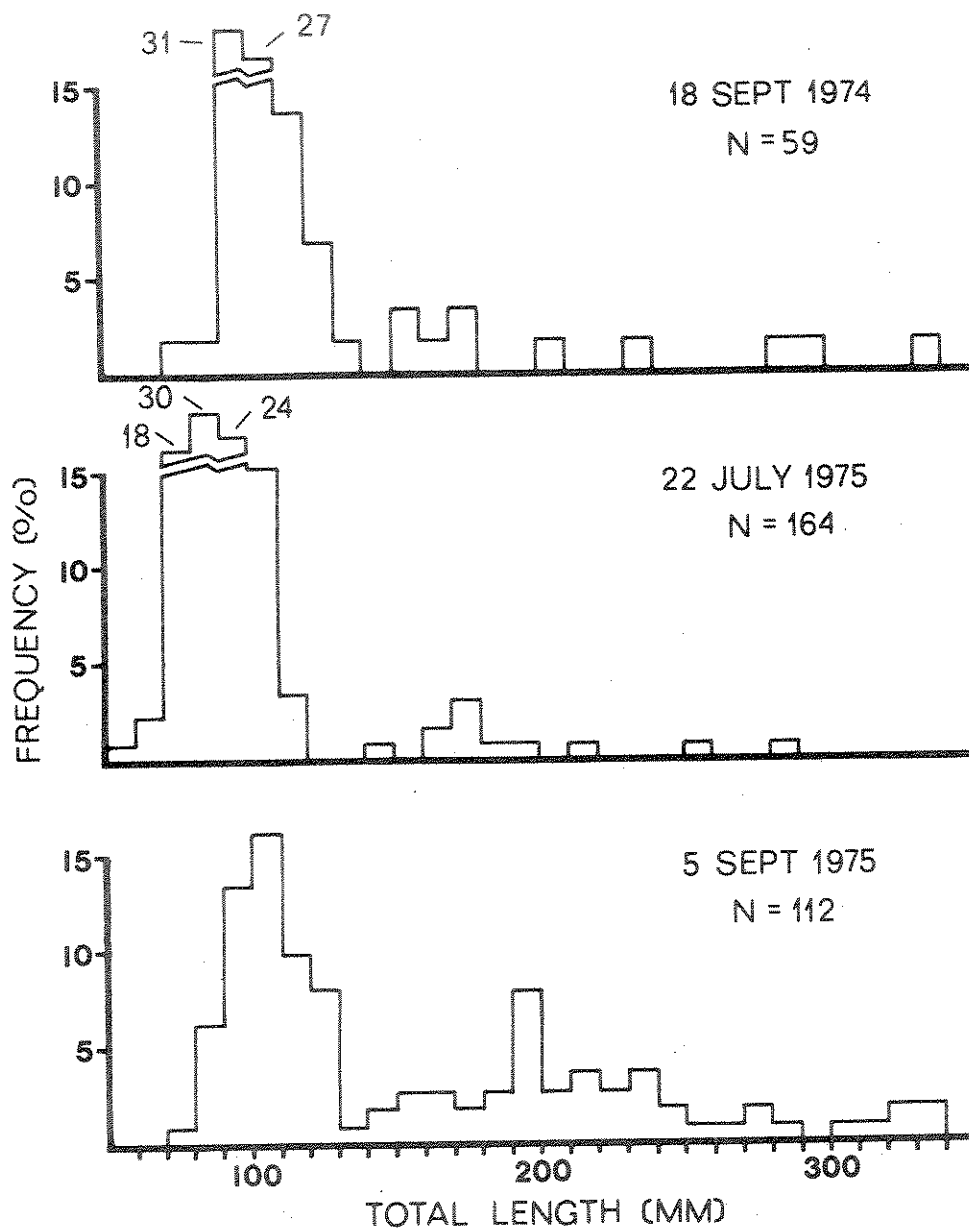 31
27
15
10
5
18 SEPT 1974
N = 59
18
30
24
15
10
5
22 JULY 1975
N = 164
FREQUENCY (%)
15
10
5
5 SEPT 1975
N = 112
100
200
300
TOTAL LENGTH (MM)